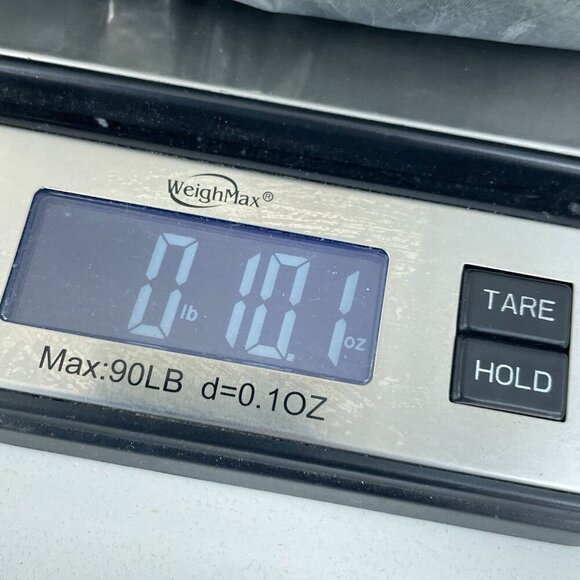 WeighMax®
0 lb 10.1 oz
TARE
HOLD
Max:90LB d=0.1OZ